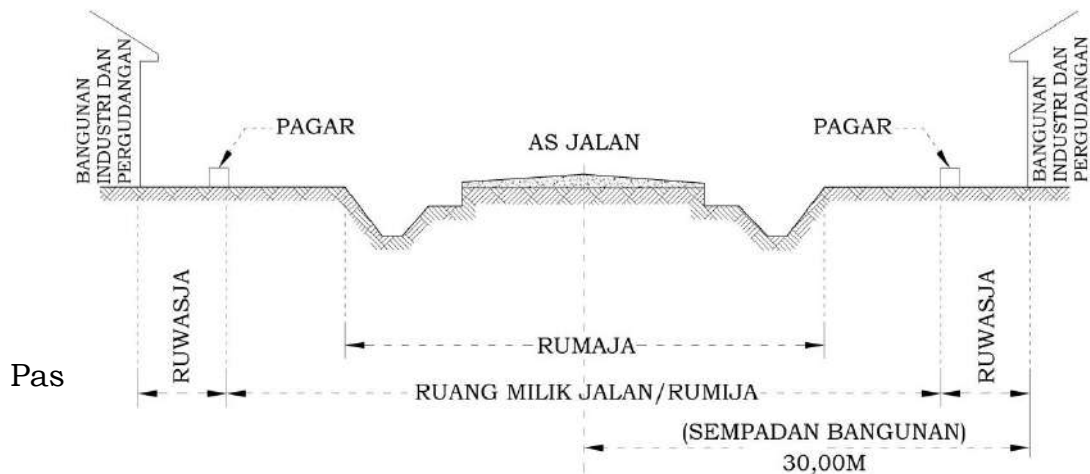 BANGUNAN
INDUSTRI DAN
PERGUDANGAN
PAGAR
AS JALAN
PAGAR
BANGUNAN
INDUSTRI DAN
PERGUDANGAN
RUWASJA
RUMAJA
RUWASJA
Pas
RUANG MILIK JALAN/RUMIJA
(SEMPADAN BANGUNAN)
30,00M